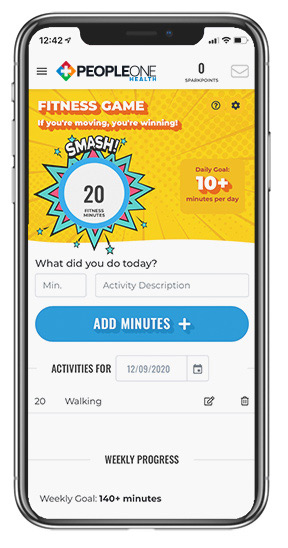 12:42
PEOPLEONE
HEALTH
0
SPARKPOINTS
FITNESS GAME
If you're moving, you're winning!
SMASH!
20
FITNESS
MINUTES
Daily Goal:
10+
minutes per day
What did you do today?
Min.
Activity Description
ADD MINUTES +
ACTIVITIES FOR
12/09/2020
20 Walking
WEEKLY PROGRESS
Weekly Goal: 140+ minutes